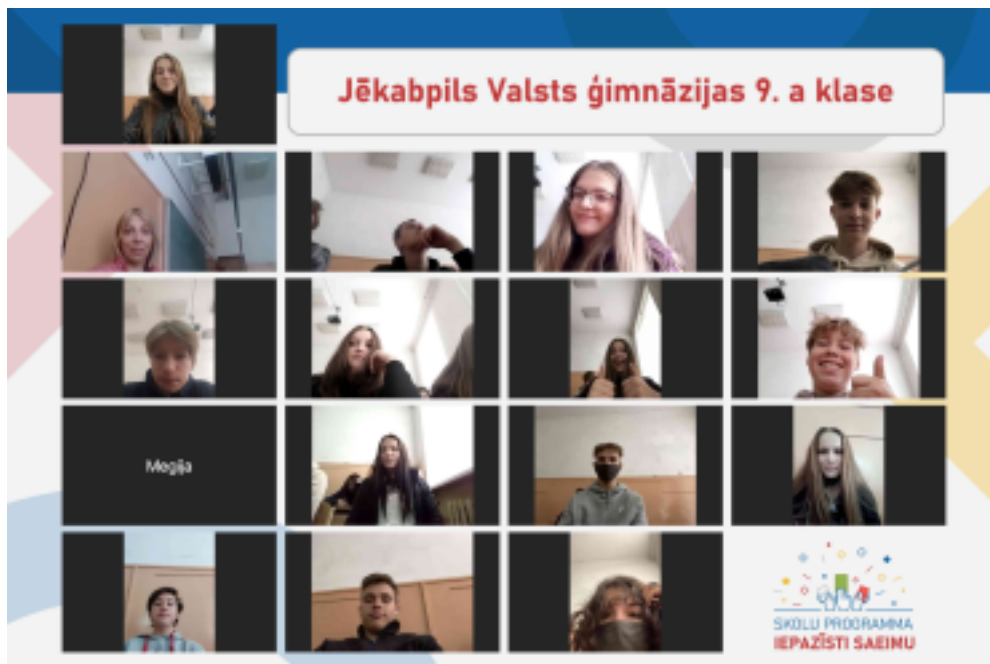 Jēkabpils Valsts ģimnāzijas 9. a klase
Megija
SKOLU PROGRAMMA
IEPAZĪSTI SAEIMU